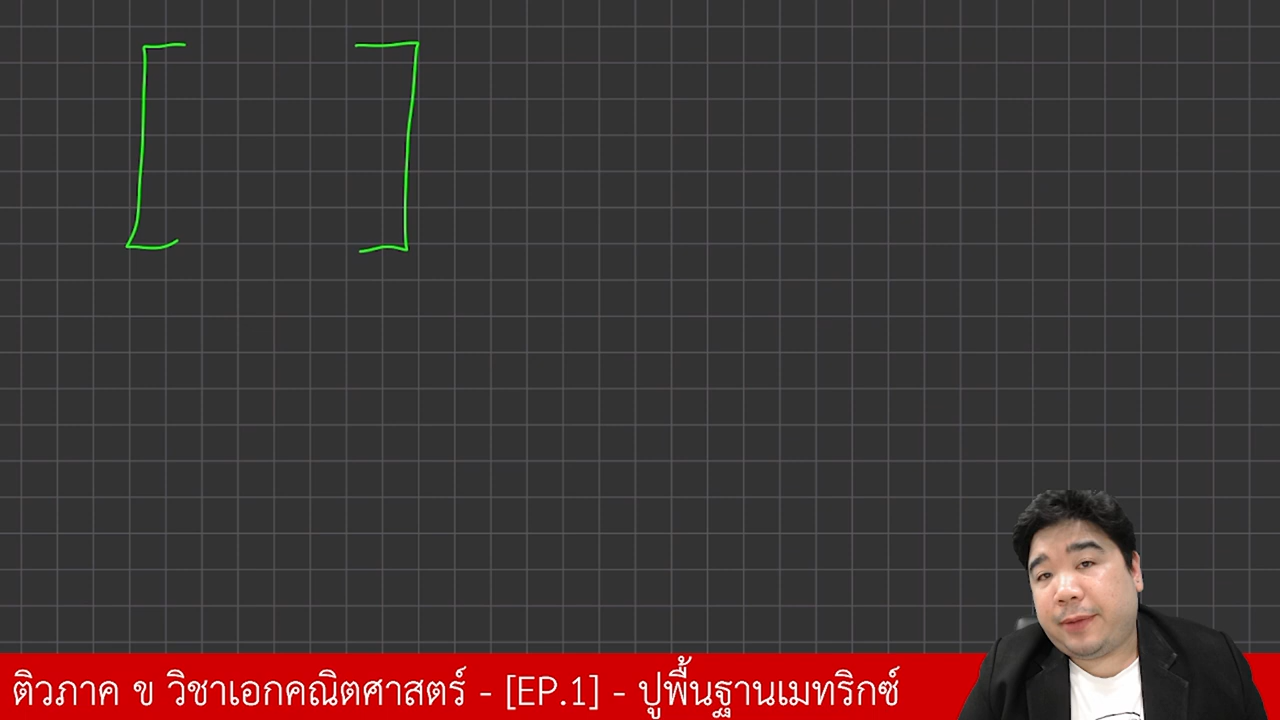 [ ]
ติวภาค ข วิชาเอกคณิตศาสตร์ - [EP.1] - ปูพื้นฐานเมทริกซ์